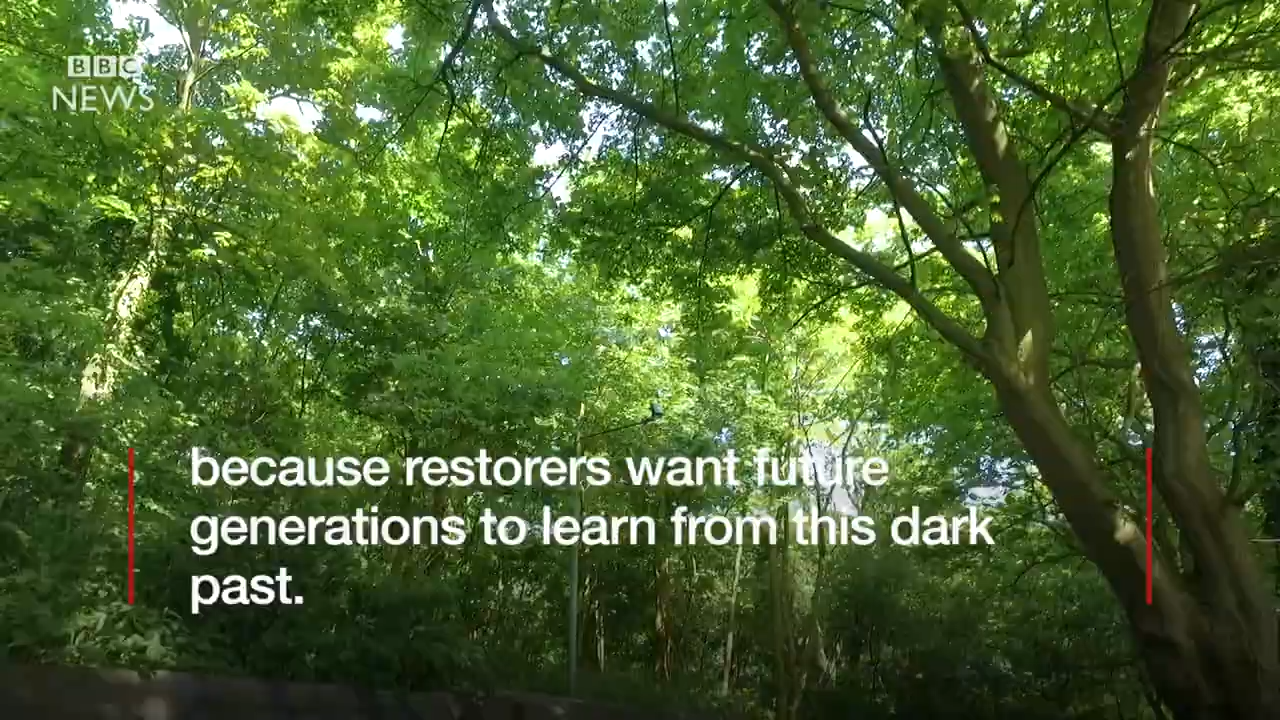 BBC
NEWS
because restorers want future
generations to learn from this dark
past.